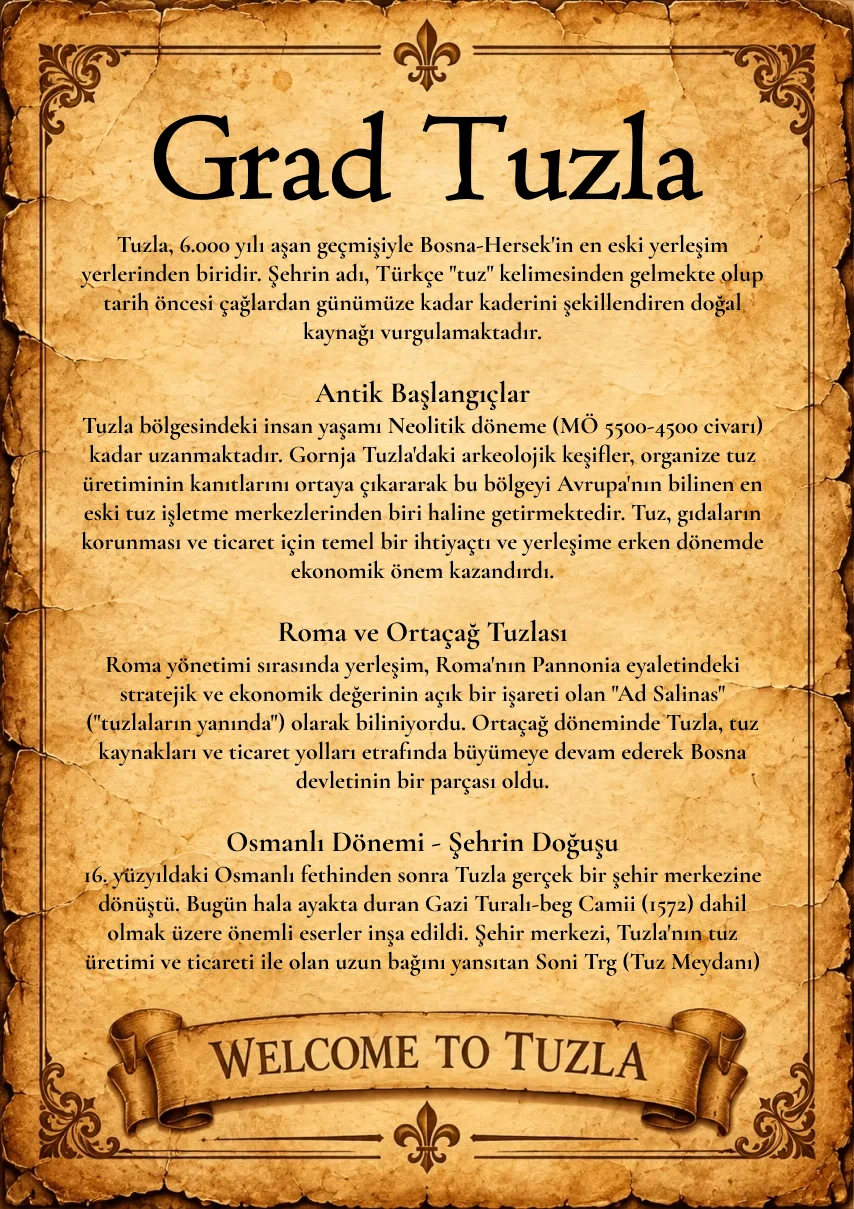 Grad Tuzla
Tuzla, 6.000 yılı aşan geçmişiyle Bosna-Hersek'in en eski yerleşim
yerlerinden biridir. Şehrin adı, Türkçe "tuz" kelimesinden gelmekte olup
tarih öncesi çağlardan günümüze kadar kaderini şekillendiren doğal
kaynağı vurgulamaktadır.
Antik Başlangıçlar
Tuzla bölgesindeki insan yaşamı Neolitik döneme (MÖ 5500-4500 civarı)
kadar uzanmaktadır. Gornja Tuzla'daki arkeolojik keşifler, organize tuz
üretiminin kanıtlarını ortaya çıkararak bu bölgeyi Avrupa'nın bilinen en
eski tuz işletme merkezlerinden biri haline getirmektedir. Tuz, gıdaların
korunması ve ticaret için temel bir ihtiyaçtı ve yerleşime erken dönemde
ekonomik önem kazandırdı.
Roma ve Ortaçağ Tuzlası
Roma yönetimi sırasında yerleşim, Roma'nın Pannonia eyaletindeki
stratejik ve ekonomik değerinin açık bir işareti olan "Ad Salinas"
("tuzlaların yanında") olarak biliniyordu. Ortaçağ döneminde Tuzla, tuz
kaynakları ve ticaret yolları etrafında büyümeye devam ederek Bosna
devletinin bir parçası oldu.
Osmanlı Dönemi - Şehrin Doğuşu
16. yüzyıldaki Osmanlı fethinden sonra Tuzla gerçek bir şehir merkezine
dönüştü. Bugün hala ayakta duran Gazi Turalı-beg Camii (1572) dahil
olmak üzere önemli eserler inşa edildi. Şehir merkezi, Tuzla'nın tuz
üretimi ve ticareti ile olan uzun bağını yansıtan Soni Trg (Tuz Meydanı)
WELCOME TO TUZLA